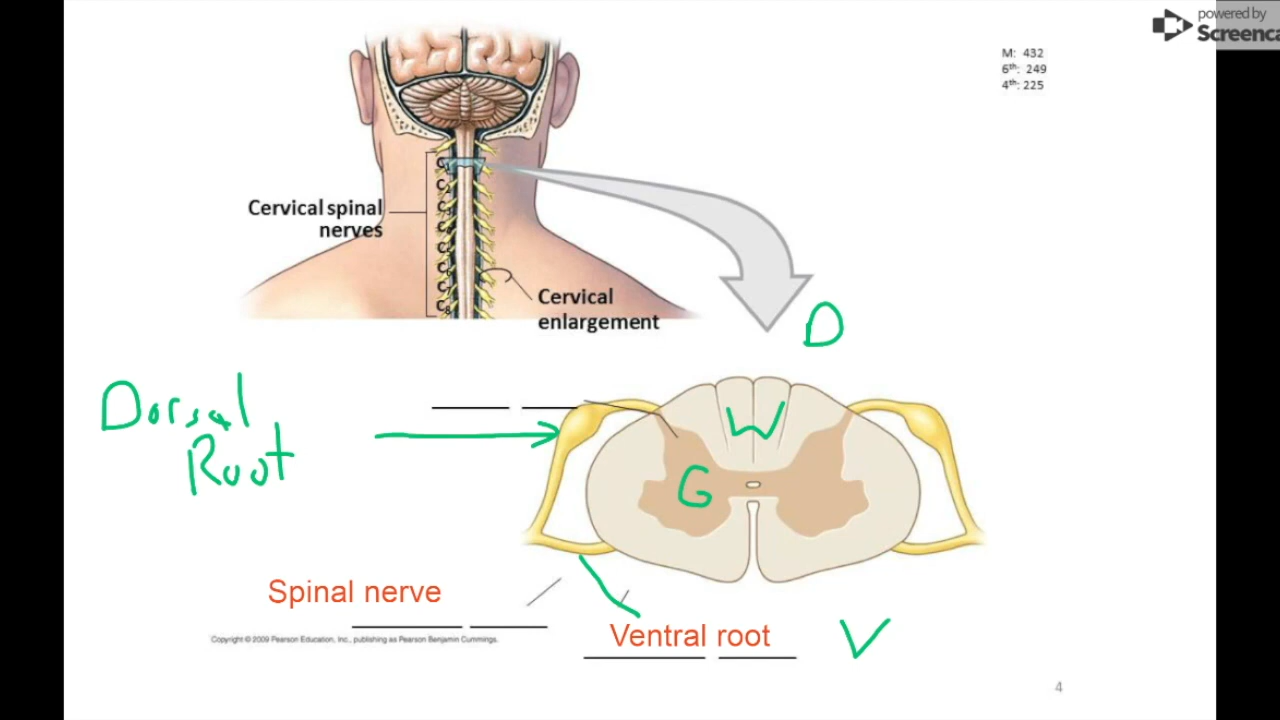 powered by
M: 432
6th: 249
4th: 225
C
C
Cervical spinal
nerves
C
Cervical
enlargement
D
Dorsal
Root
W
G
Spinal nerve
Ventral root
V
Copyright © 2009 Pearson Education, Inc., publishing as Pearson Benjamin Cummings.
4